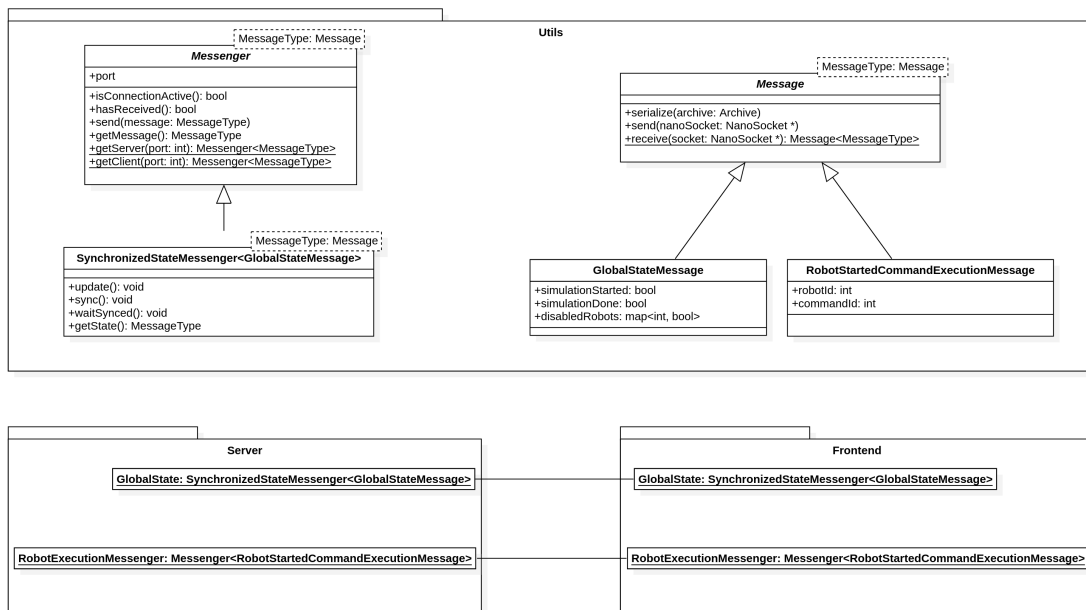 Utils
MessageType: Message
Messenger
+port
+isConnectionActive(): bool
+hasReceived(): bool
+send(message: MessageType)
+getMessage(): MessageType
+getServer(port: int): Messenger<MessageType>
+getClient(port: int): Messenger<MessageType>
MessageType: Message
SynchronizedStateMessenger<GlobalStateMessage>
+update(): void
+sync(): void
+waitSynced(): void
+getState(): MessageType
MessageType: Message
Message
+serialize(archive: Archive)
+send(nanoSocket: NanoSocket *)
+receive(socket: NanoSocket *): Message<MessageType>
GlobalStateMessage
+simulationStarted: bool
+simulationDone: bool
+disabledRobots: map<int, bool>
RobotStartedCommandExecutionMessage
+robotId: int
+commandId: int
Server
GlobalState: SynchronizedStateMessenger<GlobalStateMessage>
RobotExecutionMessenger: Messenger<RobotStartedCommandExecutionMessage>
Frontend
GlobalState: SynchronizedStateMessenger<GlobalStateMessage>
RobotExecutionMessenger: Messenger<RobotStartedCommandExecutionMessage>